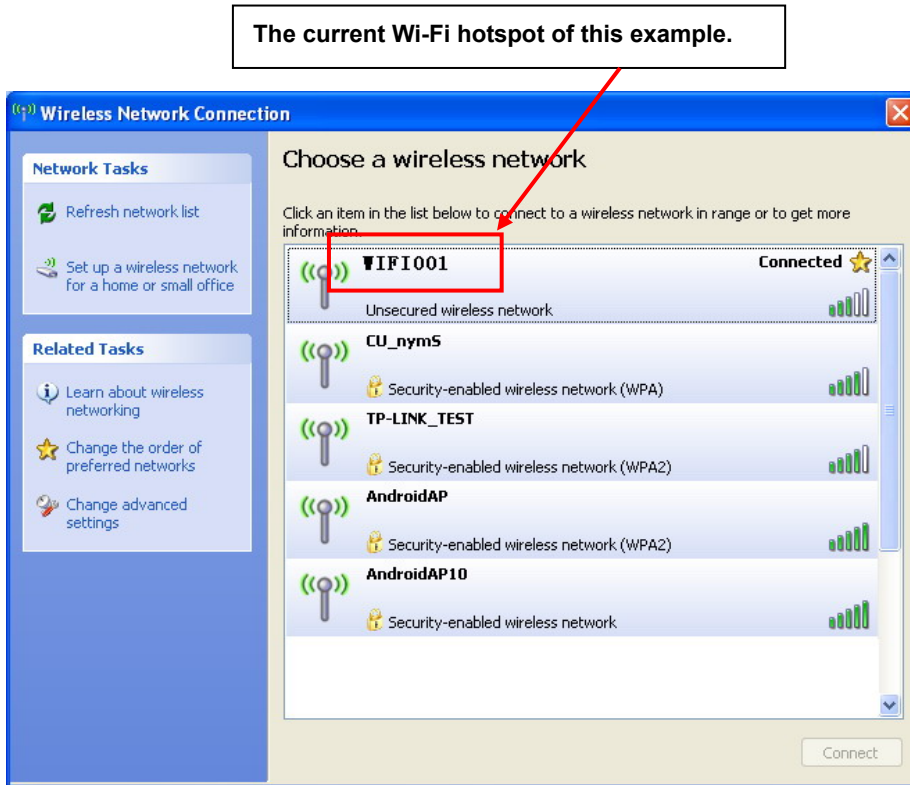 The current Wi-Fi hotspot of this example.
Wireless Network Connection
Network Tasks
Refresh network list
Set up a wireless network
for a home or small office
Related Tasks
Learn about wireless
networking
Change the order of
preferred networks
Change advanced
settings
Choose a wireless network
Click an item in the list below to connect to a wireless network in range or to get more
information.
WIFI001
Connected
Unsecured wireless network
CU_nymS
Security-enabled wireless network (WPA)
TP-LINK_TEST
Security-enabled wireless network (WPA2)
AndroidAP
Security-enabled wireless network (WPA2)
AndroidAP10
Security-enabled wireless network
Connect